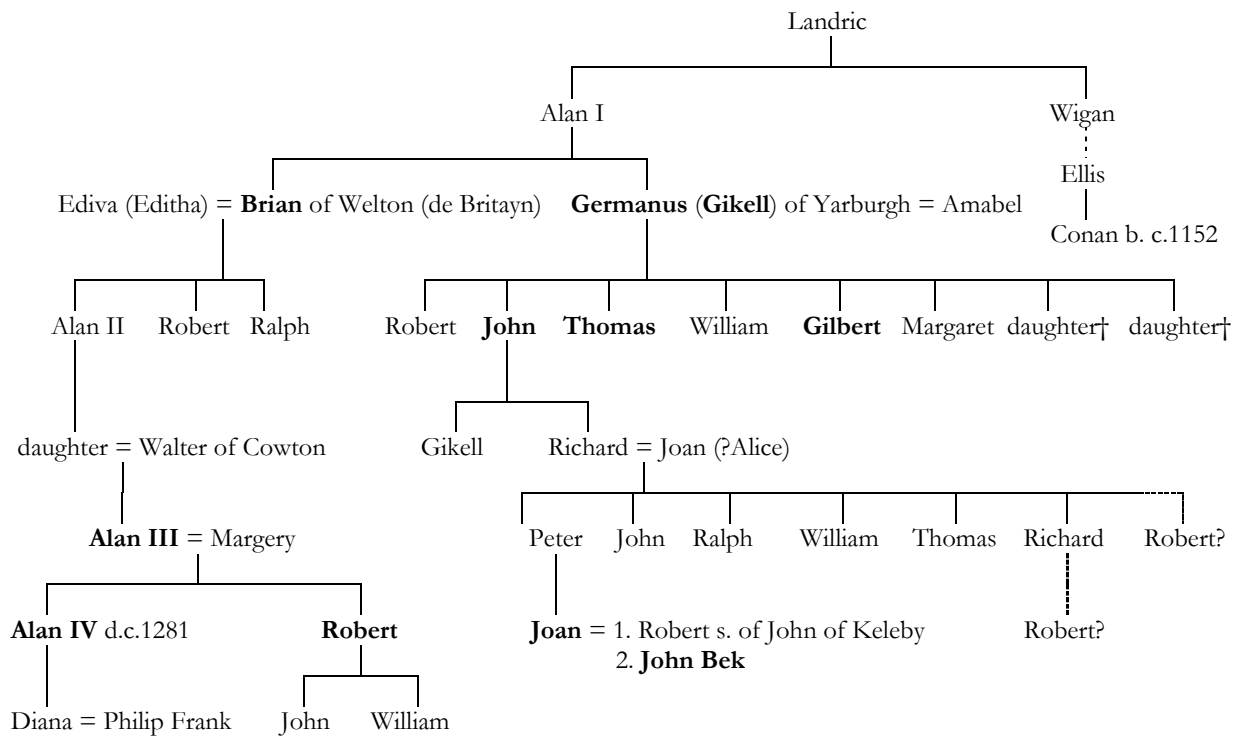 Landric
Alan I Wigan
Ellis
Ediva (Editha) = Brian of Welton (de Britayn) Germanus (Gikell) of Yarburgh = Amabel
Conan b. c.1152
Alan II Robert Ralph Robert John Thomas William Gilbert Margaret daughter† daughter†
daughter = Walter of Cowton Gikell Richard = Joan (?Alice)
Alan III = Margery Peter John Ralph William Thomas Richard Robert?
Alan IV d.c.1281 Robert Joan = 1. Robert s. of John of Keleby Robert?
2. John Bek
Diana = Philip Frank John William